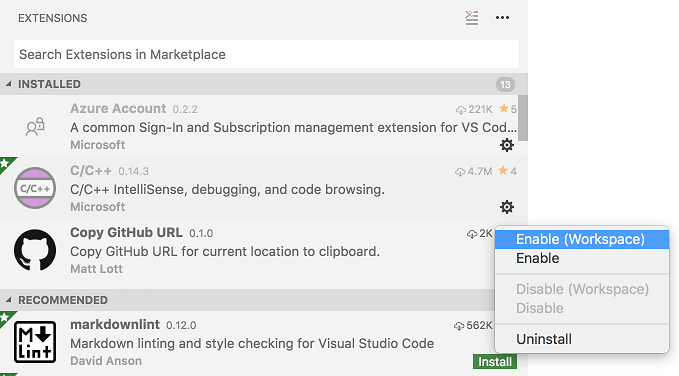 EXTENSIONS
Search Extensions in Marketplace
INSTALLED 13
Azure Account 0.2.2 221K ★5
A common Sign-In and Subscription management extension for VS Cod...
Microsoft
C/C++ 0.14.3 4.7M ★4
C/C++
C/C++ IntelliSense, debugging, and code browsing.
Microsoft
Copy GitHub URL 0.1.0 2K
Copy GitHub URL for current location to clipboard.
Matt Lott
Enable (Workspace)
Enable
Disable (Workspace)
Disable
Uninstall
RECOMMENDED
markdownlint 0.12.0 562K
M Lint
Markdown linting and style checking for Visual Studio Code
David Anson
Install